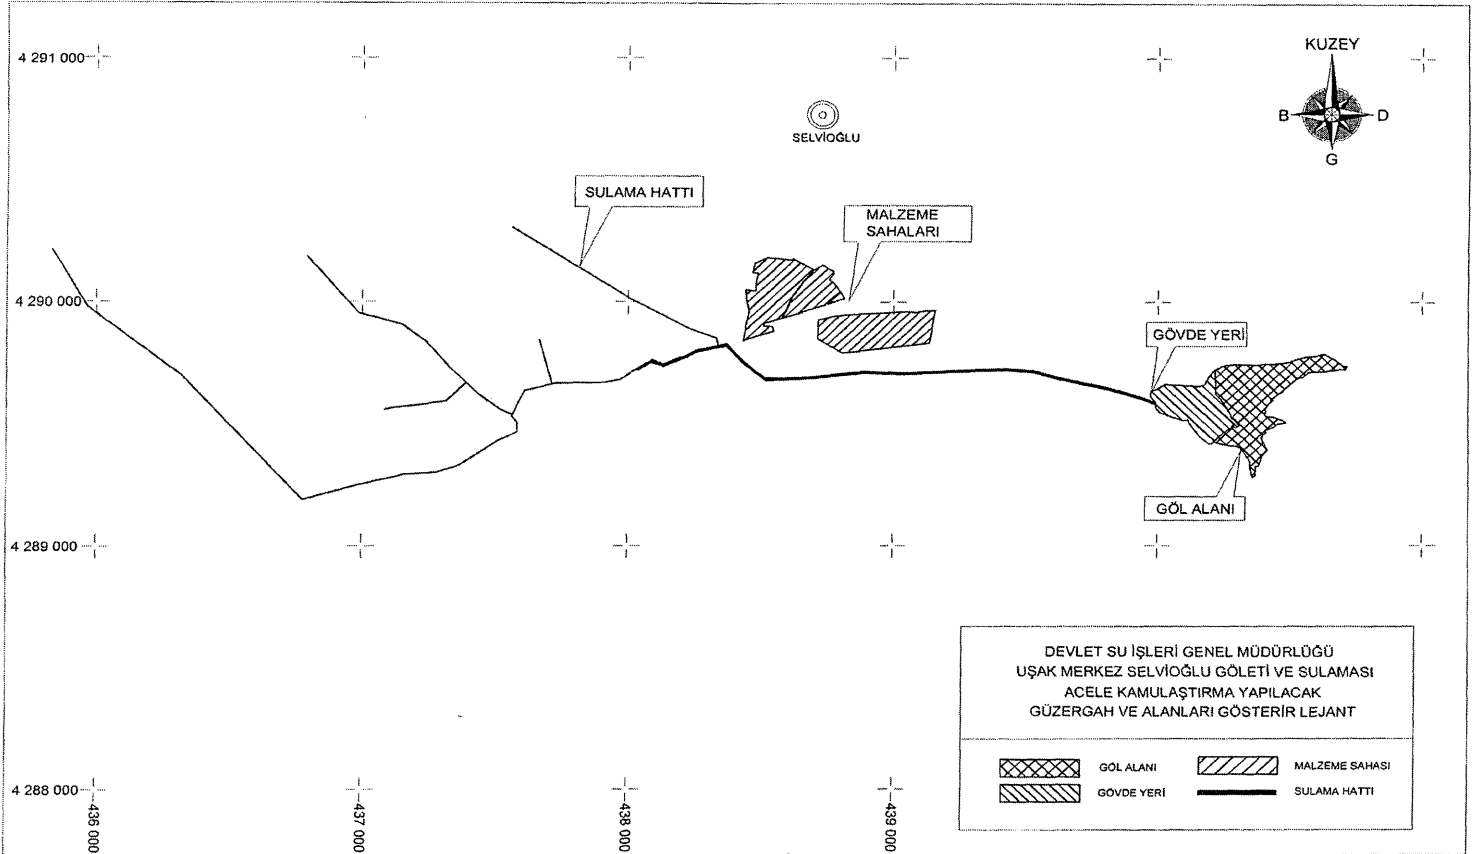 4 291 000
KUZEY
B
D
G
SELVİOĞLU
SULAMA HATTI
MALZEME
SAHALARI
4 290 000
GÖVDE YERİ
GÖL ALANI
4 289 000
DEVLET SU İŞLERİ GENEL MÜDÜRLÜĞÜ
UŞAK MERKEZ SELVİOĞLU GÖLETİ VE SULAMASI
ACELE KAMULAŞTIRMA YAPILACAK
GÜZERGAH VE ALANLARI GÖSTERİR LEJANT
GÖL ALANI
MALZEME SAHASI
GÖVDE YERİ
SULAMA HATTI
4 288 000
436 000
437 000
438 000
439 000